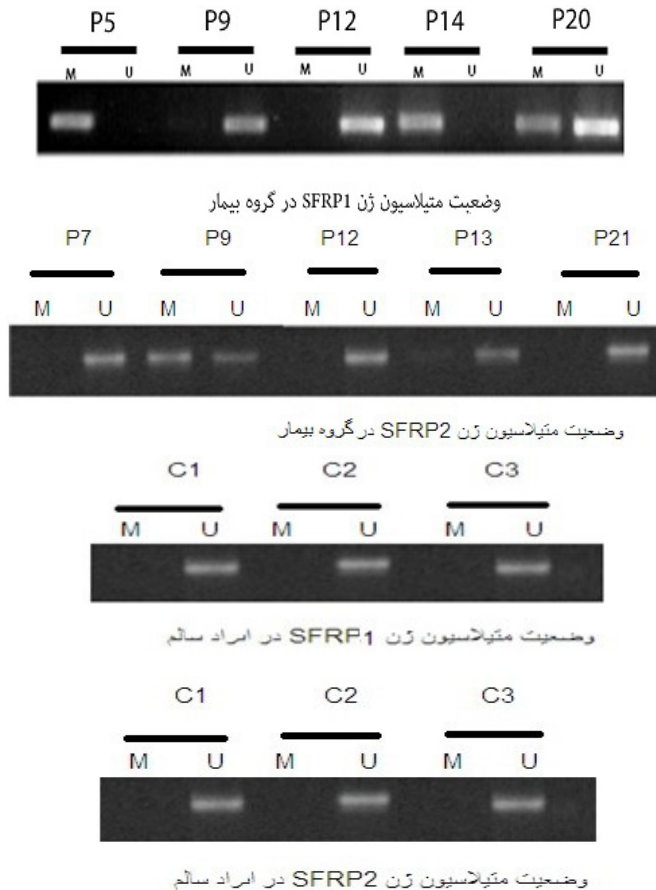 P5 P9 P12 P14 P20
M U M U M U M U M U
وضعیت متیلاسیون ژن SFRP1 در گروه بیمار
P7 P9 P12 P13 P21
M U M U M U M U M U
وضعیت متیلاسیون ژن SFRP2 در گروه بیمار
C1 C2 C3
M U M U M U
وضعیت متیلاسیون ژن SFRP1 در افراد سالم
C1 C2 C3
M U M U M U
وضعیت متیلاسیون ژن SFRP2 در افراد سالم